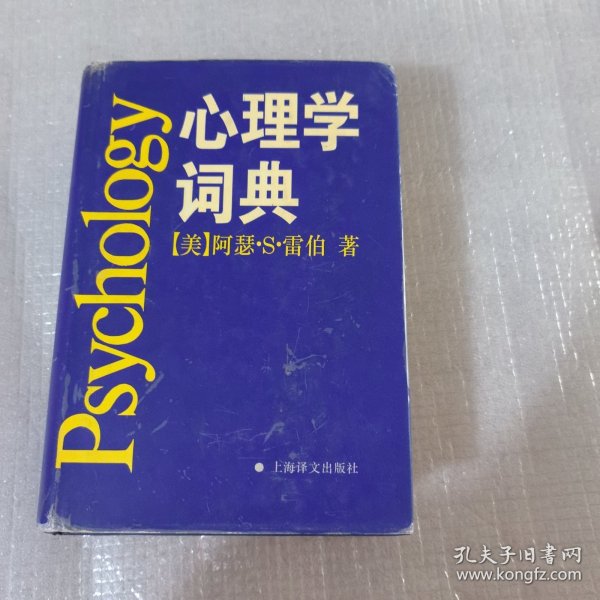 Psychology
心理学
词典
【美】阿瑟·S·雷伯 著
●上海译文出版社
孔夫子旧书网
www.kongfz.com